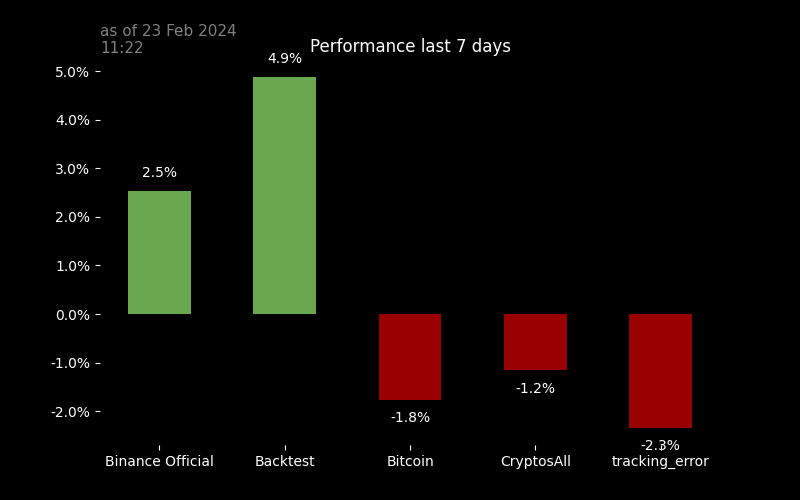 as of 23 Feb 2024
11:22
Performance last 7 days
5.0%
4.0%
3.0%
2.0%
1.0%
0.0%
-1.0%
-2.0%
2.5%
4.9%
-1.8%
-1.2%
-2.3%
Binance Official
Backtest
Bitcoin
CryptosAll
tracking_error